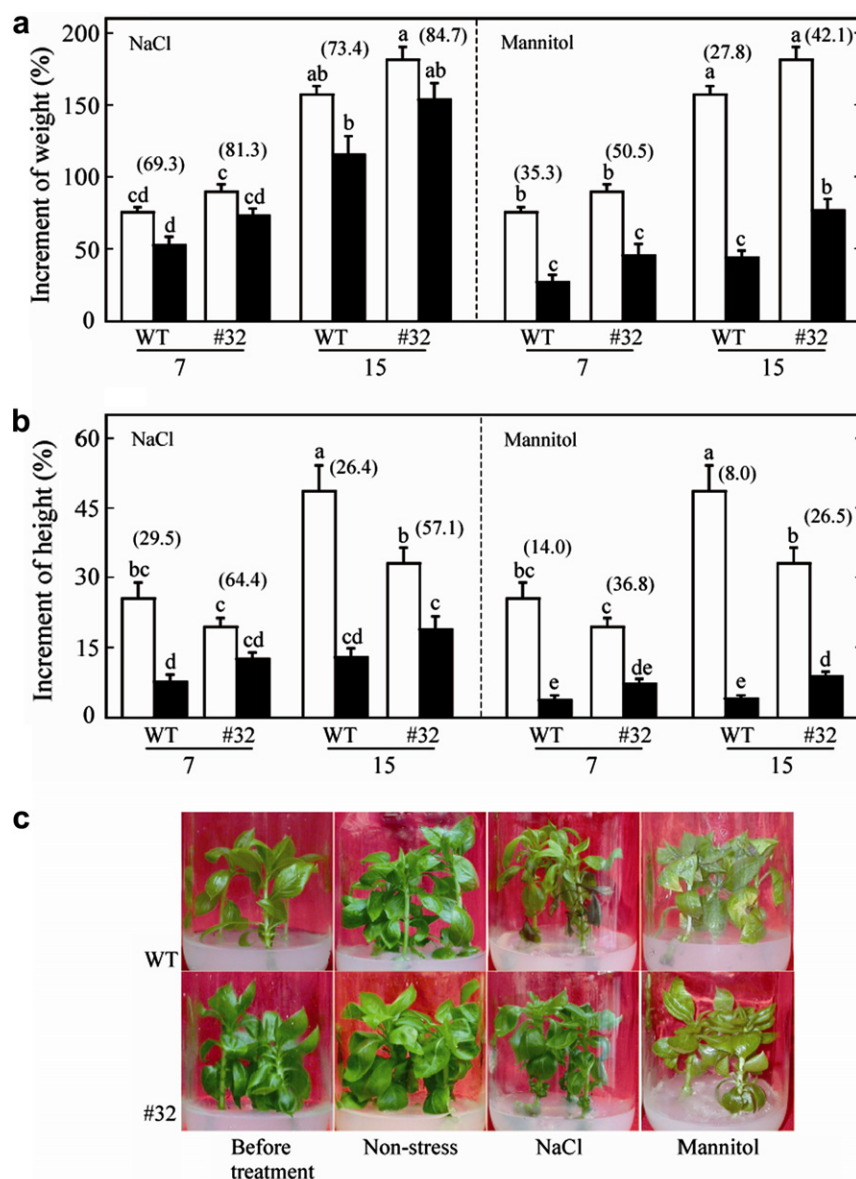 a
Increment of weight (%)
200
150
100
50
0
NaCl
Mannitol
cd
(69.3)
d
c
(81.3)
cd
ab
(73.4)
b
a
(84.7)
ab
b
(35.3)
c
b
(50.5)
c
a
(27.8)
c
a
(42.1)
b
WT #32 WT #32 WT #32 WT #32
7 15 7 15
b
Increment of height (%)
60
45
30
15
0
NaCl
Mannitol
bc
(29.5)
d
c
(64.4)
cd
a
(26.4)
cd
b
(57.1)
c
bc
(14.0)
e
c
(36.8)
de
a
(8.0)
e
b
(26.5)
d
WT #32 WT #32 WT #32 WT #32
7 15 7 15
c
WT
#32
Before Non-stress NaCl Mannitol
treatment